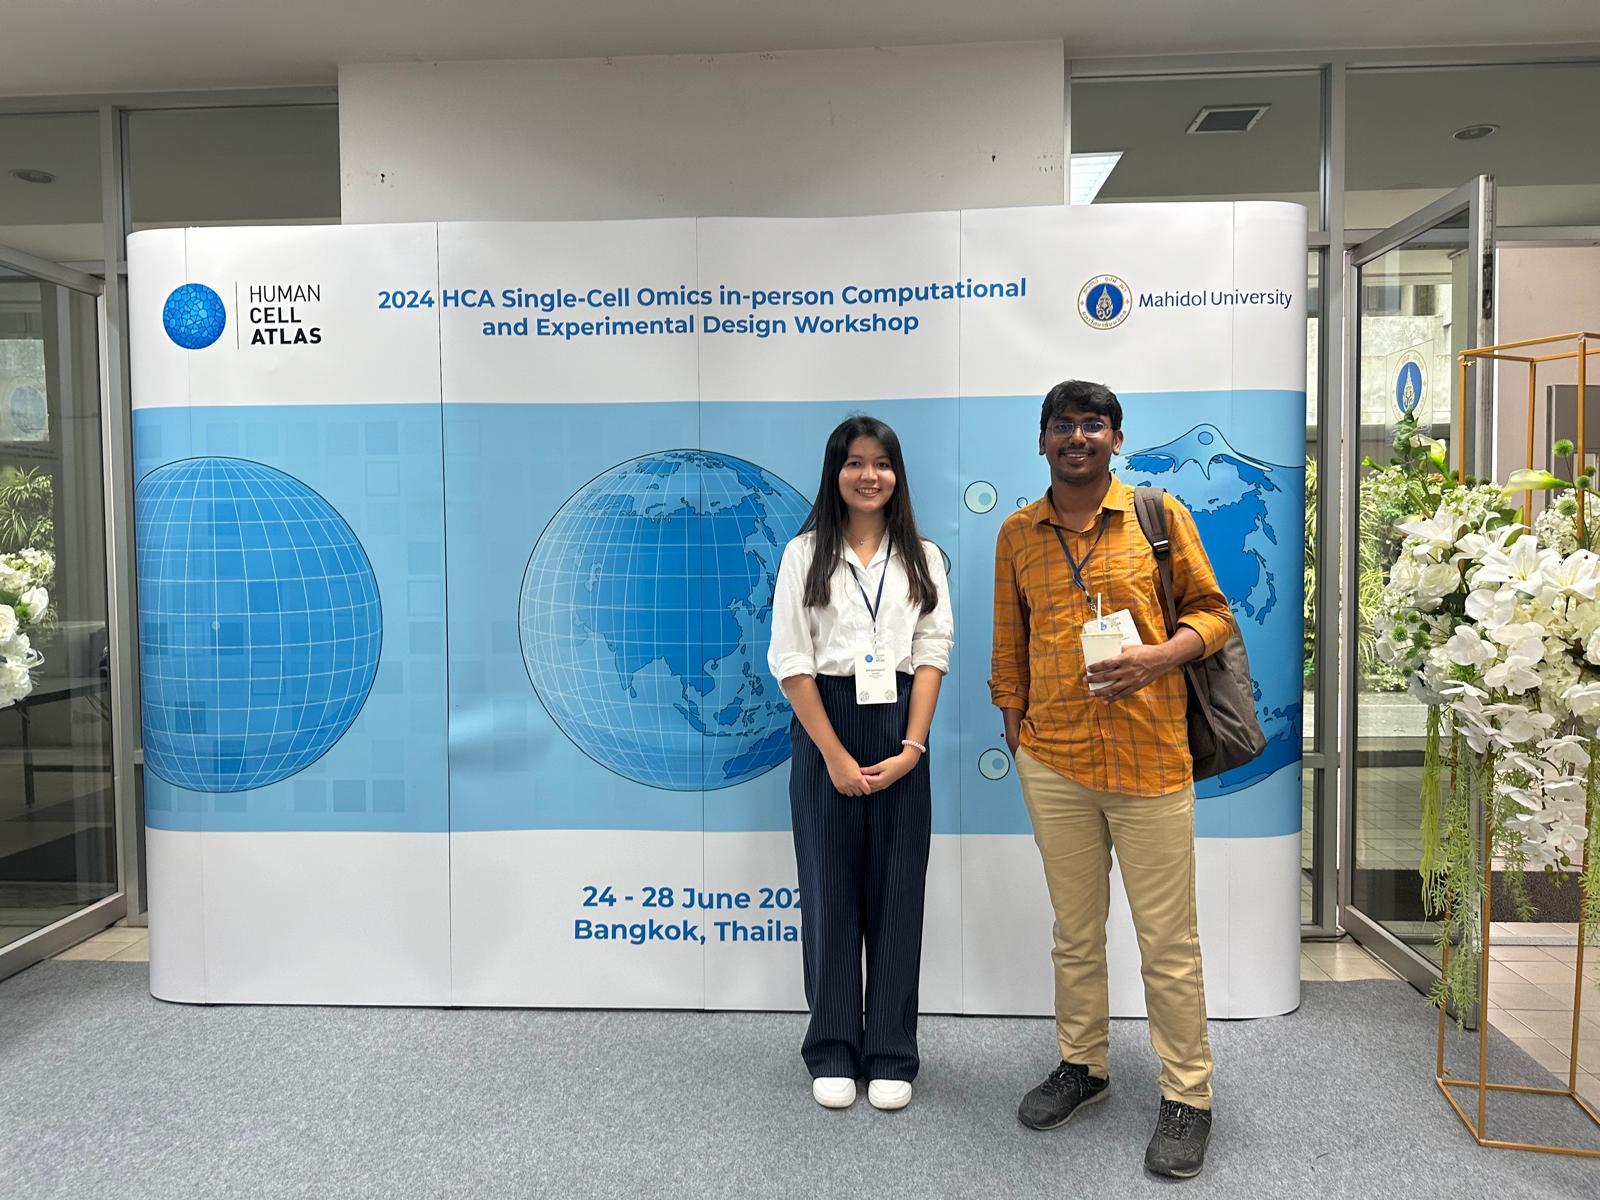 HUMAN
CELL
ATLAS
2024 HCA Single-Cell Omics in-person Computational
and Experimental Design Workshop
Mahidol University
24 - 28 June 202
Bangkok, Thaila